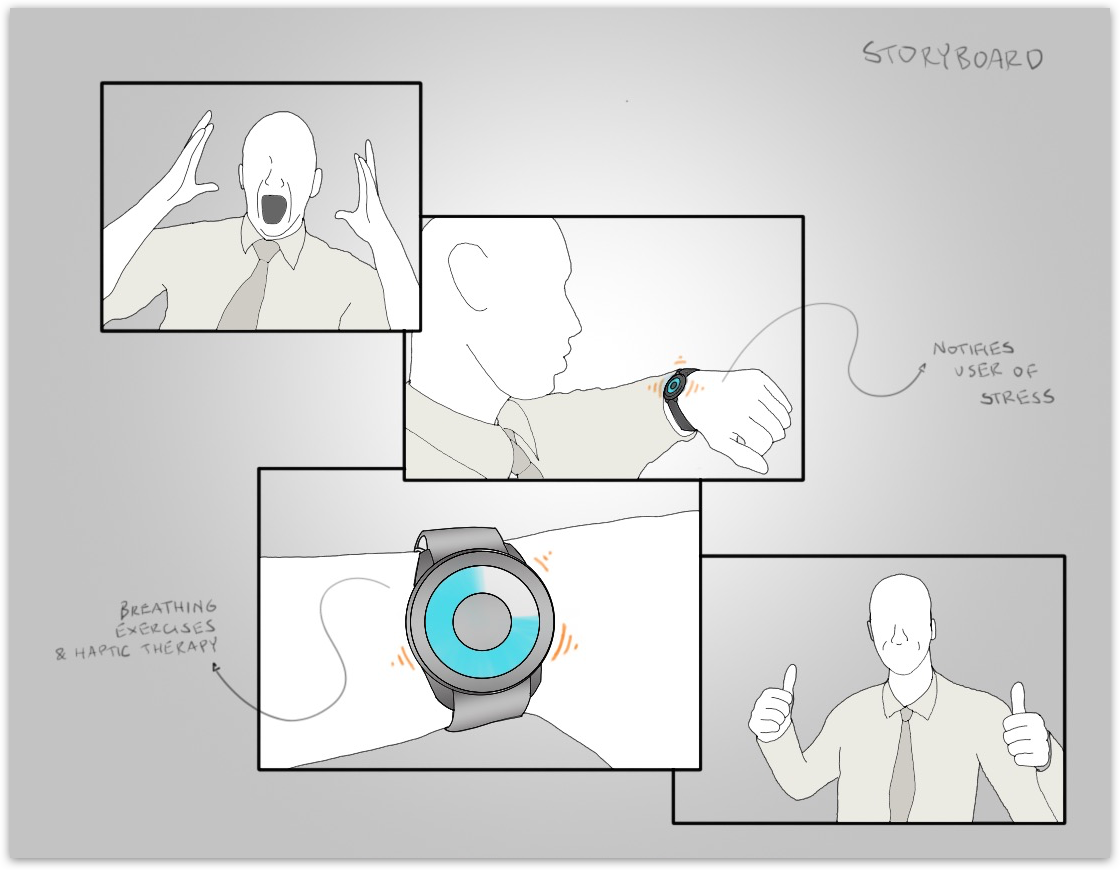 STORYBOARD
NOTIFIES
USER OF
STRESS
BREATHING
EXERCISES
& HAPTIC THERAPY